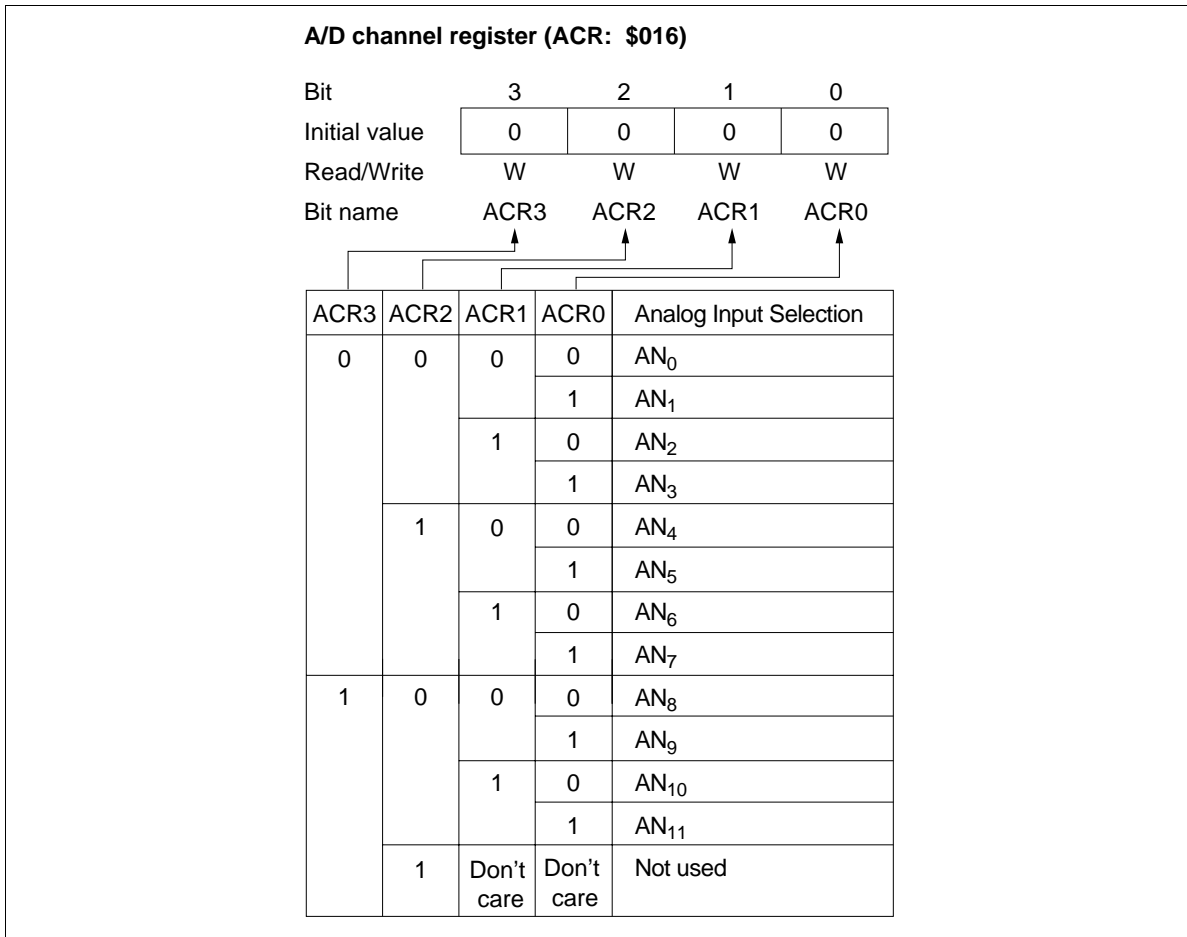 A/D channel register (ACR: $016)
Bit 3 2 1 0
Initial value 0 0 0 0
Read/Write W W W W
Bit name ACR3 ACR2 ACR1 ACR0
ACR3 ACR2 ACR1 ACR0 Analog Input Selection
0 0 0 0 AN0
1 AN1
1 0 AN2
1 AN3
1 0 0 AN4
1 AN5
1 0 AN6
1 AN7
1 0 0 0 AN8
1 AN9
1 0 AN10
1 AN11
1 Don't Don't Not used
care care